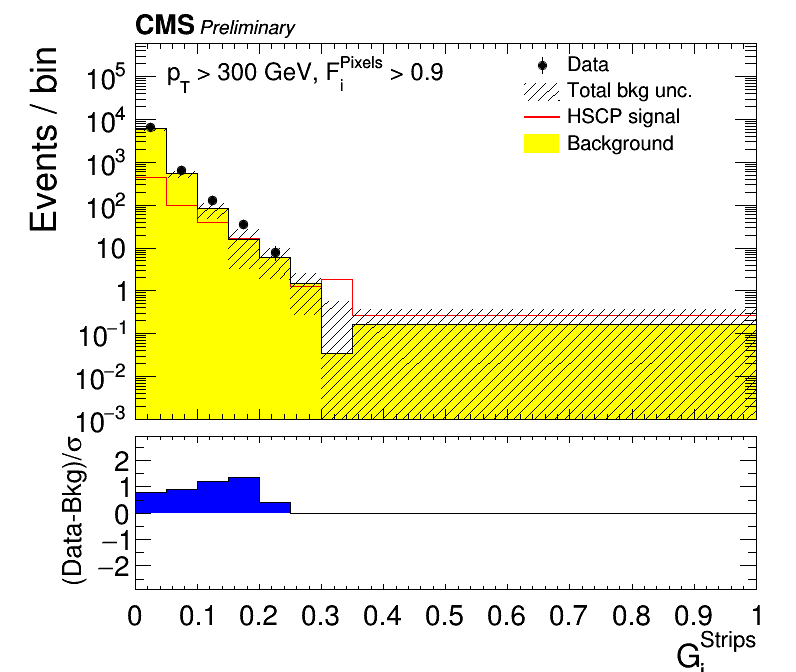 CMS Preliminary
p_T > 300 GeV, F_i^Pixels > 0.9
Data
Total bkg unc.
HSCP signal
Background
Events / bin
10^5
10^4
10^3
10^2
10
1
10^−1
10^−2
10^−3
(Data-Bkg)/σ
2
1
0
−1
−2
0 0.1 0.2 0.3 0.4 0.5 0.6 0.7 0.8 0.9 1
G_i^Strips